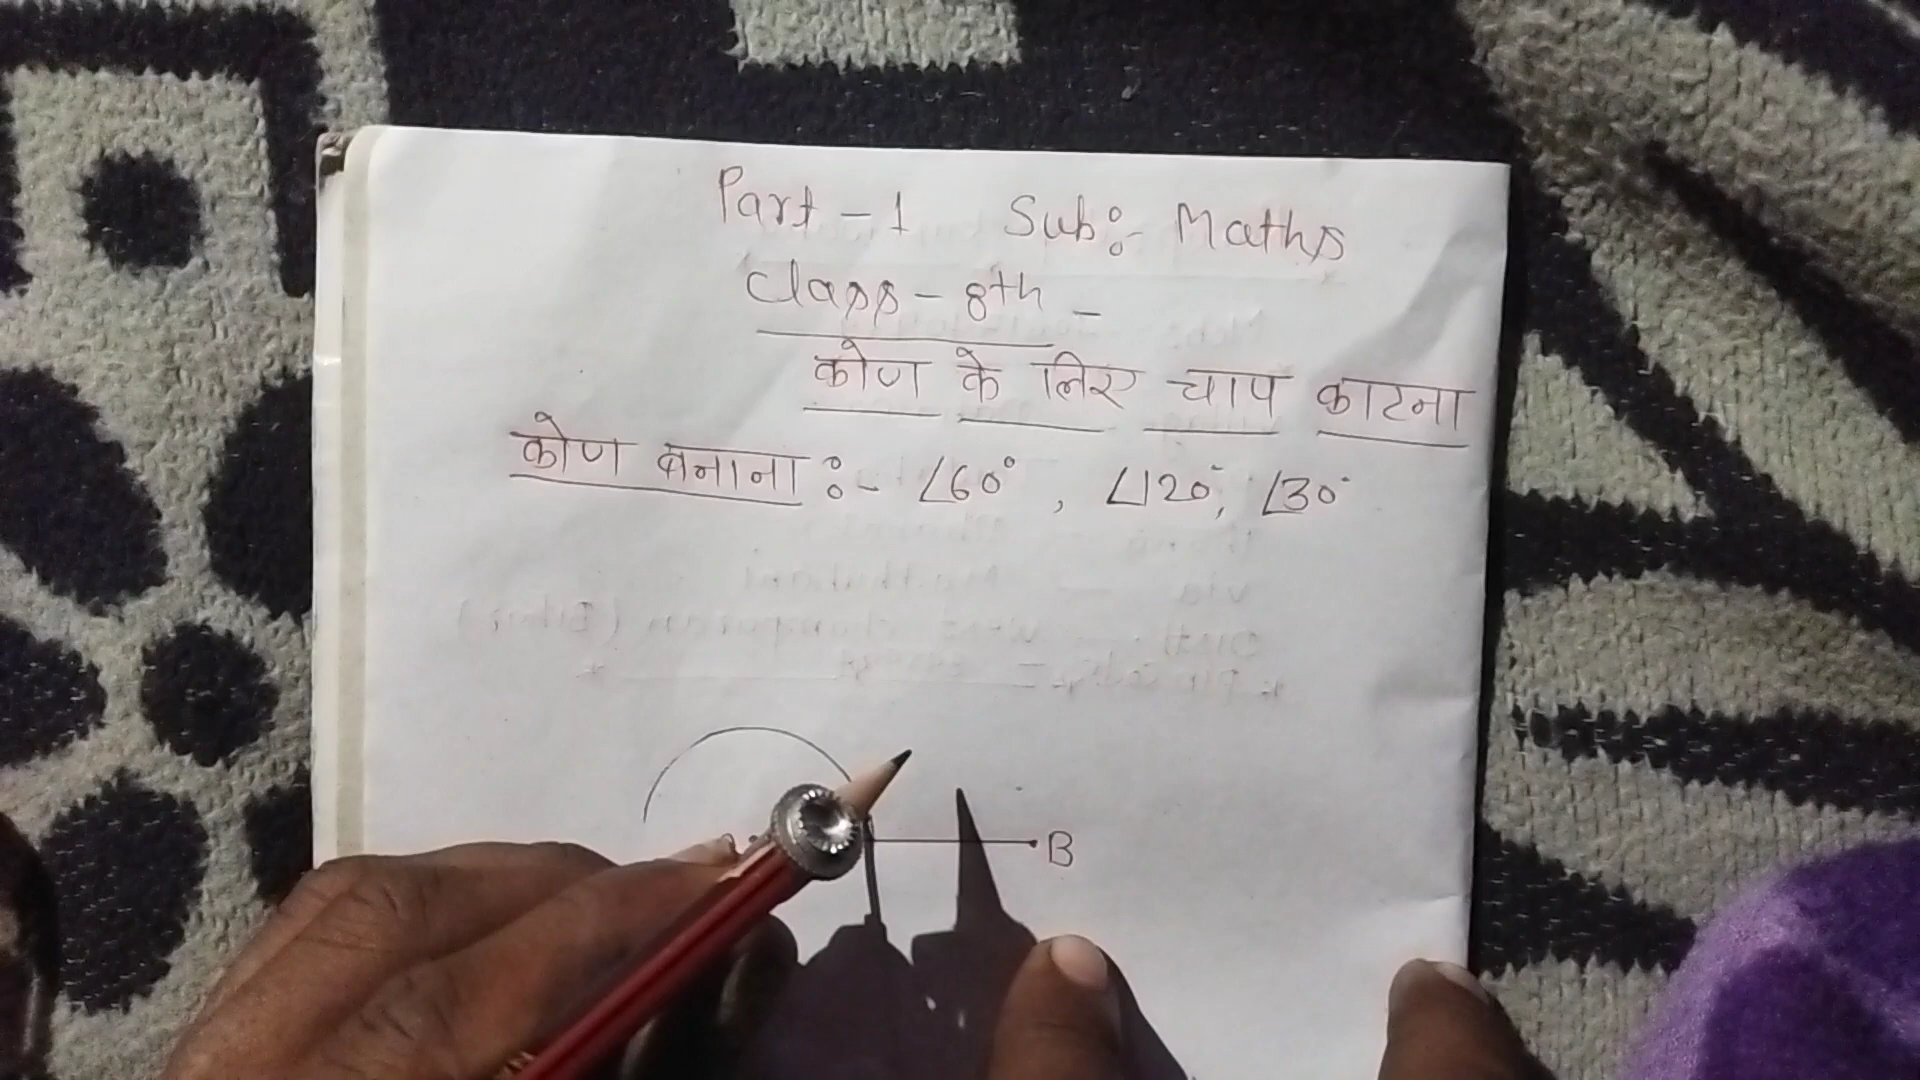 Part - 1 Sub:- Maths
Class - 8th -
कोण के लिए चाप काटना
कोण बनाना :- ∠60°, ∠120°, ∠30°
B